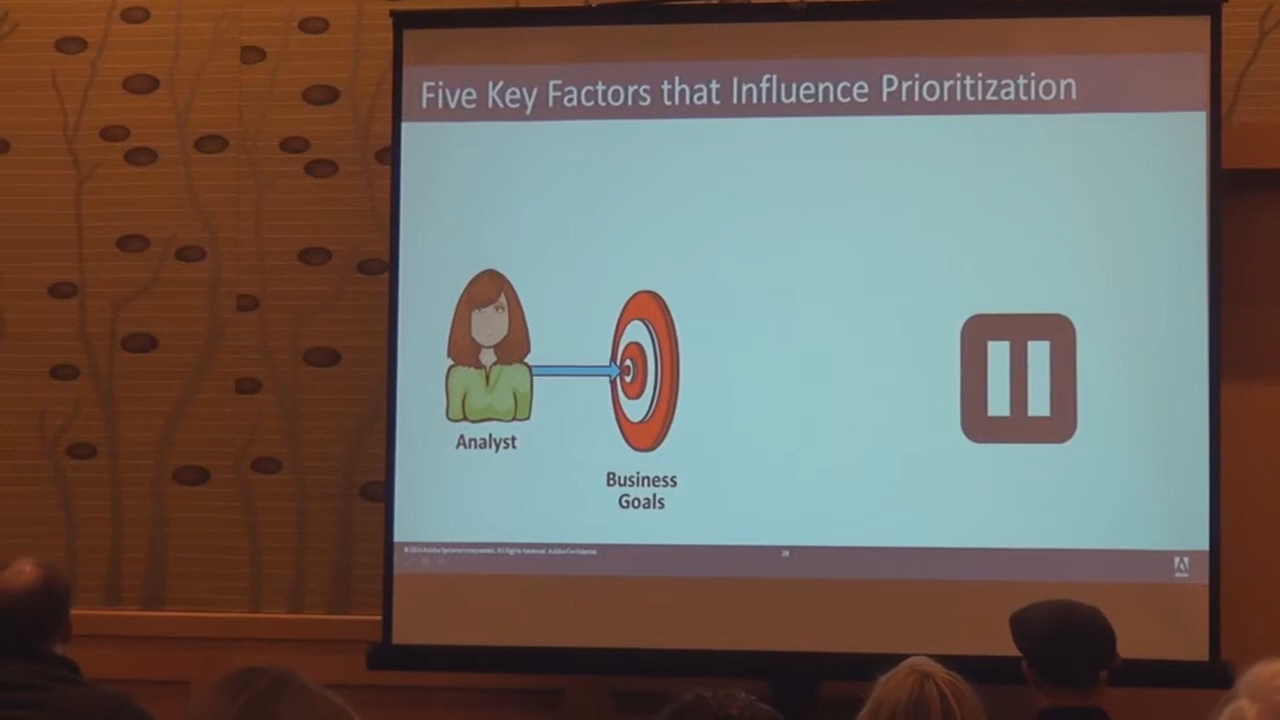 Five Key Factors that Influence Prioritization
Analyst
Business
Goals